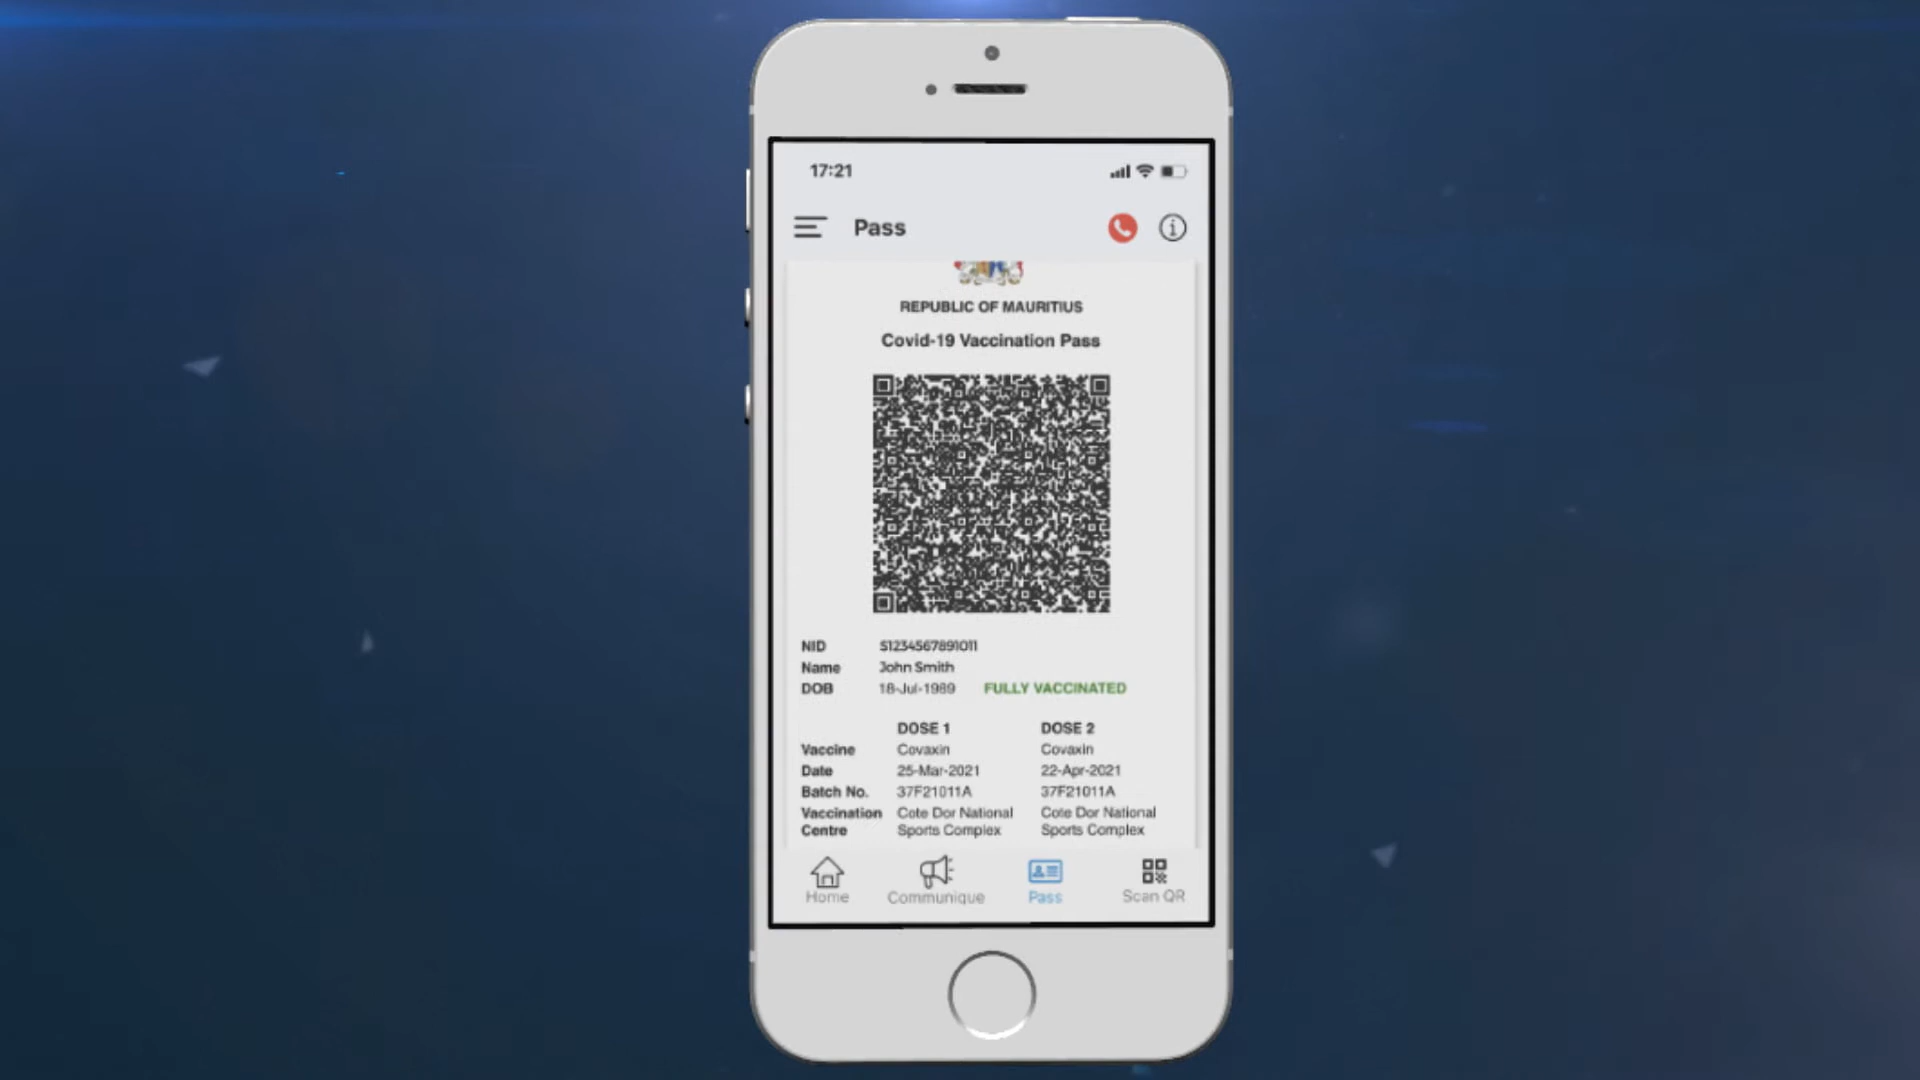 17:21
Pass
REPUBLIC OF MAURITIUS
Covid-19 Vaccination Pass
NID S1234567891011
Name John Smith
DOB 18-Jul-1989 FULLY VACCINATED
DOSE 1 DOSE 2
Vaccine Covaxin Covaxin
Date 25-Mar-2021 22-Apr-2021
Batch No. 37F21011A 37F21011A
Vaccination Cote Dor National Cote Dor National
Centre Sports Complex Sports Complex
Home Communique Pass Scan QR